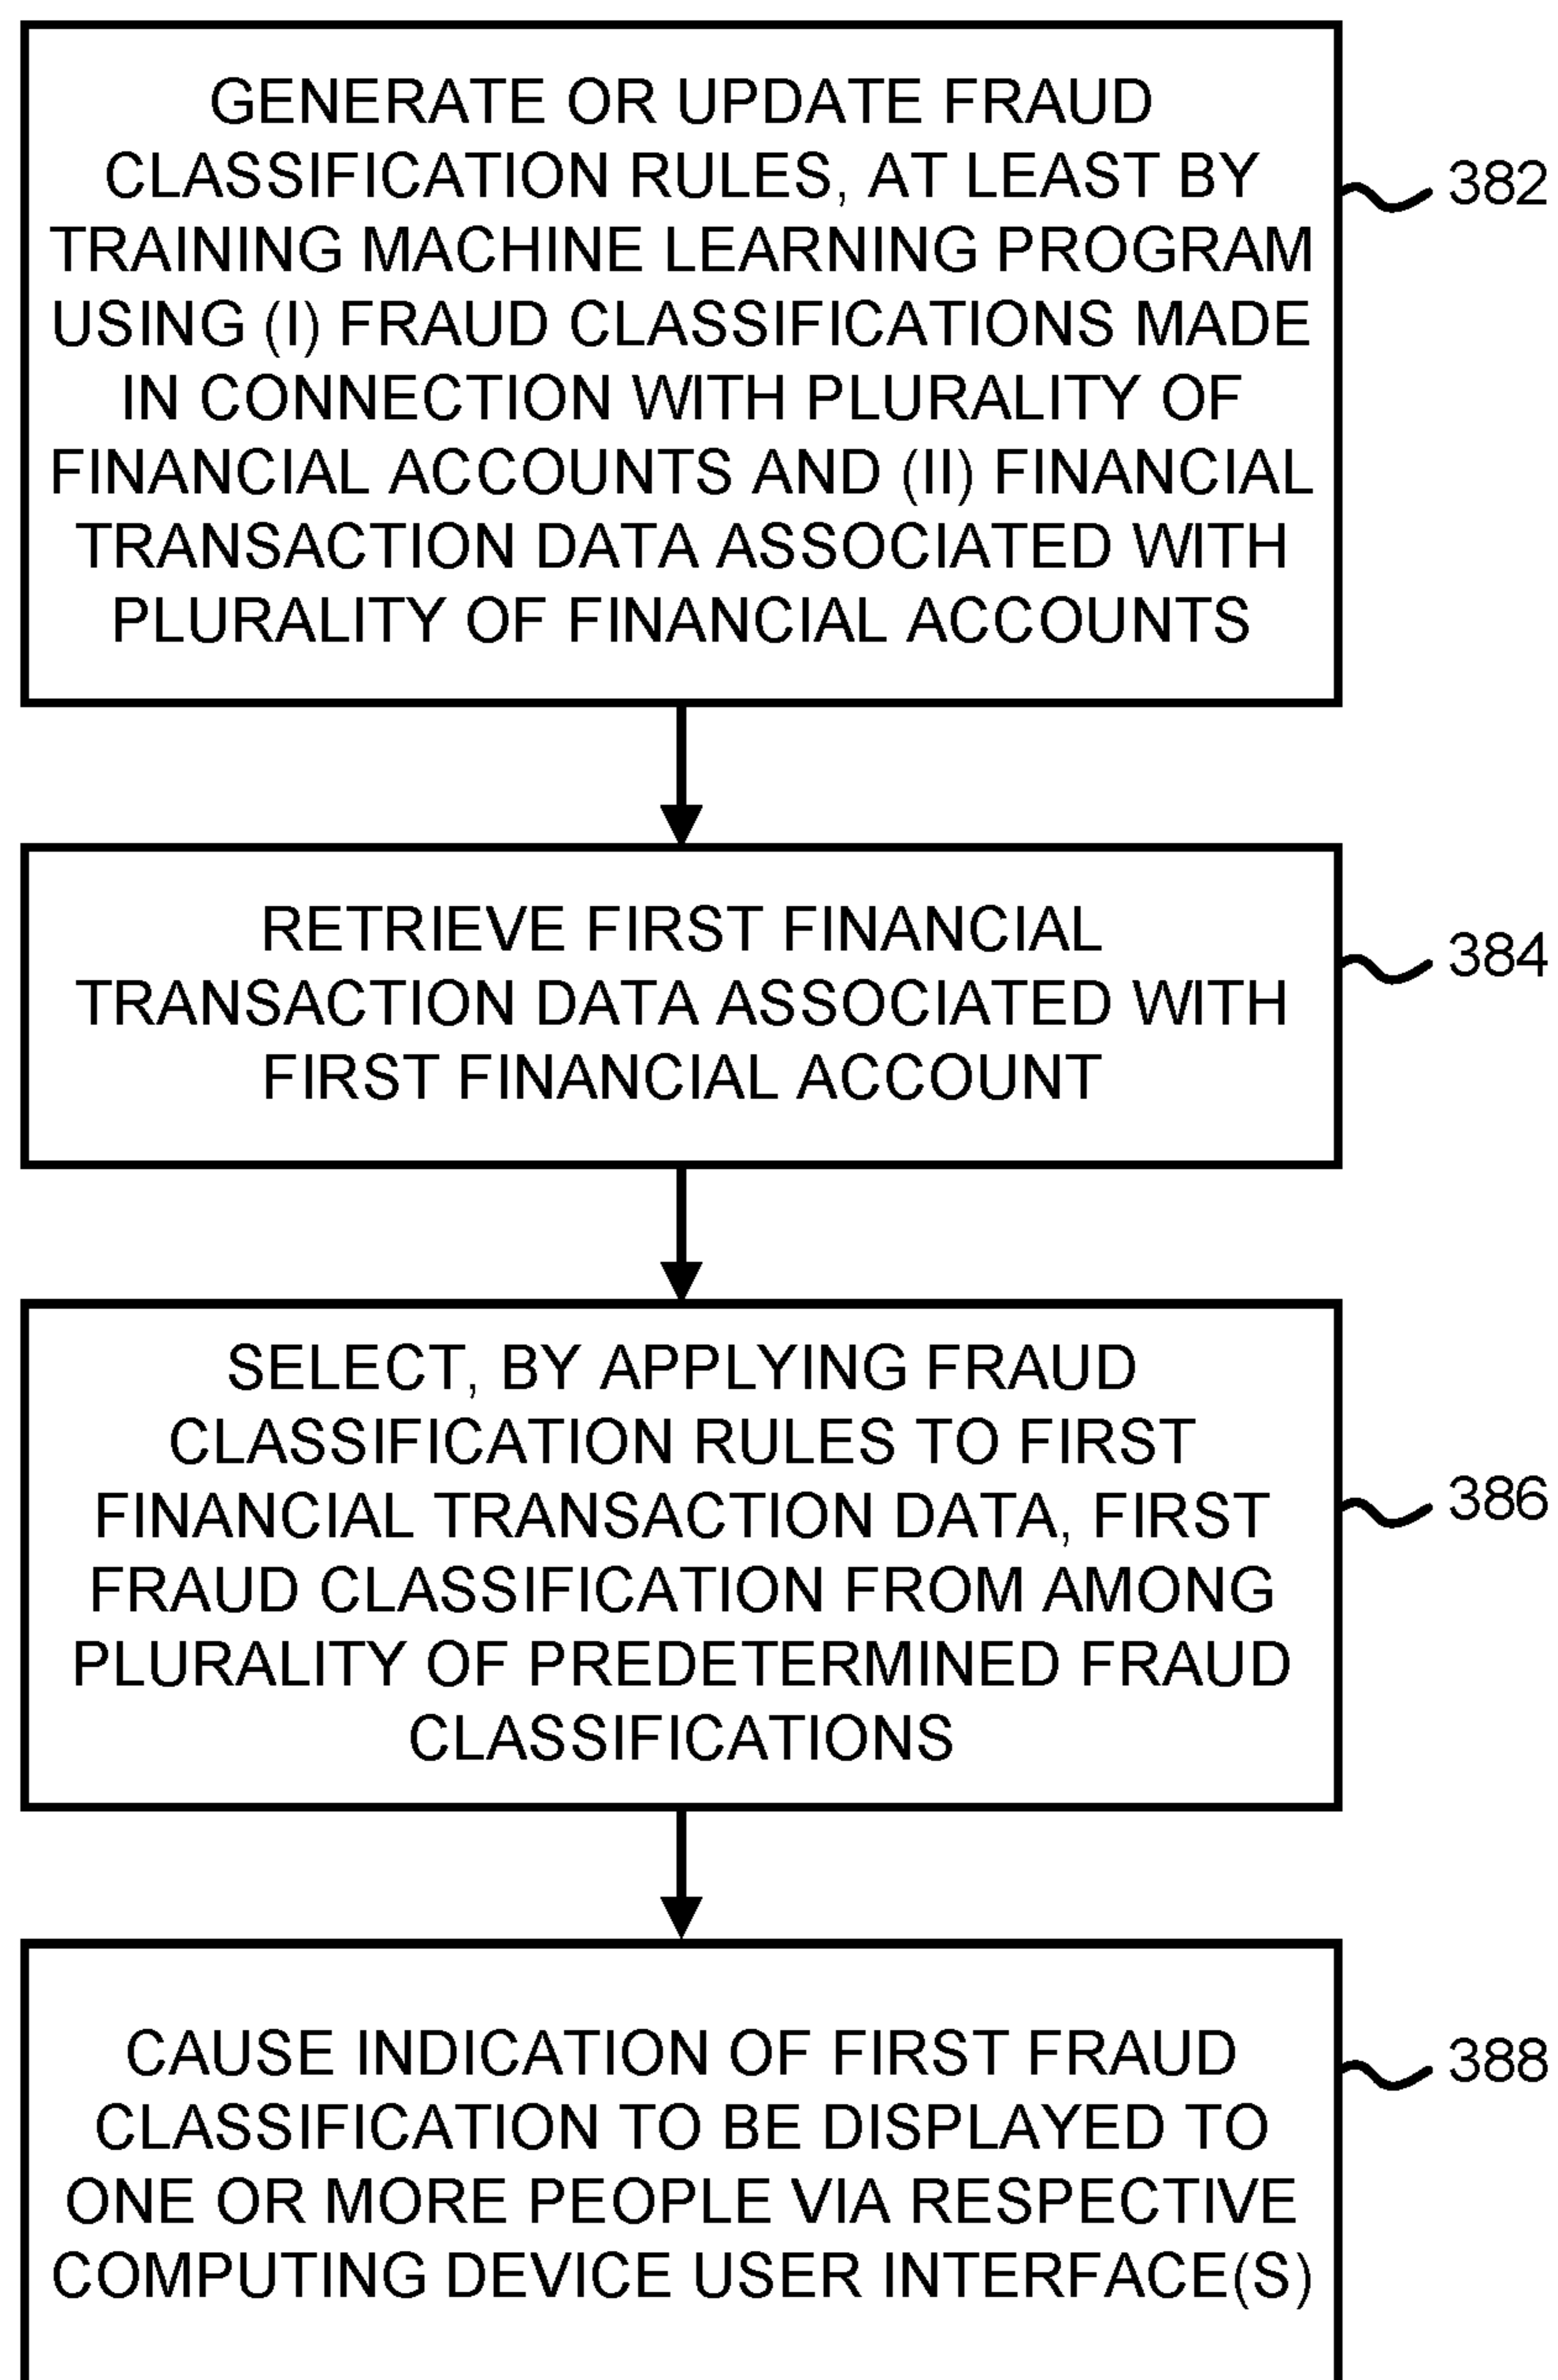 GENERATE OR UPDATE FRAUD
CLASSIFICATION RULES, AT LEAST BY
TRAINING MACHINE LEARNING PROGRAM
USING (I) FRAUD CLASSIFICATIONS MADE
IN CONNECTION WITH PLURALITY OF
FINANCIAL ACCOUNTS AND (II) FINANCIAL
TRANSACTION DATA ASSOCIATED WITH
PLURALITY OF FINANCIAL ACCOUNTS
382
RETRIEVE FIRST FINANCIAL
TRANSACTION DATA ASSOCIATED WITH
FIRST FINANCIAL ACCOUNT
384
SELECT, BY APPLYING FRAUD
CLASSIFICATION RULES TO FIRST
FINANCIAL TRANSACTION DATA, FIRST
FRAUD CLASSIFICATION FROM AMONG
PLURALITY OF PREDETERMINED FRAUD
CLASSIFICATIONS
386
CAUSE INDICATION OF FIRST FRAUD
CLASSIFICATION TO BE DISPLAYED TO
ONE OR MORE PEOPLE VIA RESPECTIVE
COMPUTING DEVICE USER INTERFACE(S)
388